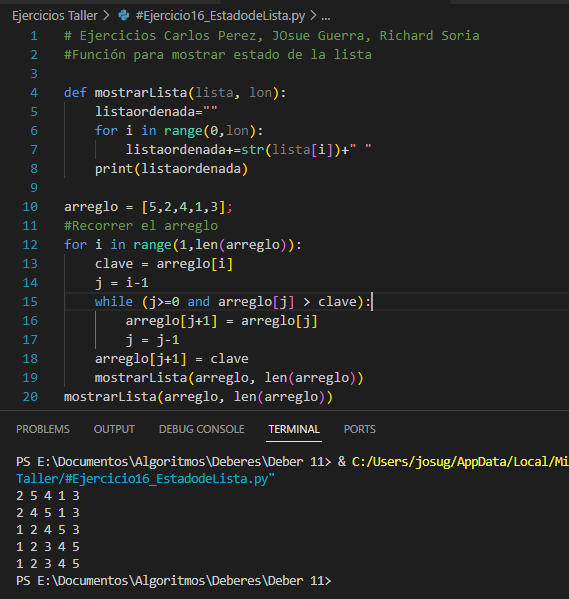 Ejercicios Taller > #Ejercicio16_EstadodeLista.py > ...
1 # Ejercicios Carlos Perez, JOsue Guerra, Richard Soria
2 #Función para mostrar estado de la lista
3
4 def mostrarLista(lista, lon):
5 listaordenada=""
6 for i in range(0,lon):
7 listaordenada+=str(lista[i])+" "
8 print(listaordenada)
9
10 arreglo = [5,2,4,1,3];
11 #Recorrer el arreglo
12 for i in range(1,len(arreglo)):
13 clave = arreglo[i]
14 j = i-1
15 while (j>=0 and arreglo[j] > clave):
16 arreglo[j+1] = arreglo[j]
17 j = j-1
18 arreglo[j+1] = clave
19 mostrarLista(arreglo, len(arreglo))
20 mostrarLista(arreglo, len(arreglo))
PROBLEMS OUTPUT DEBUG CONSOLE TERMINAL PORTS
PS E:\Documentos\Algoritmos\Deberes\Deber 11> & C:/Users/josug/AppData/Local/Mi
Taller/#Ejercicio16_EstadodeLista.py"
2 5 4 1 3
2 4 5 1 3
1 2 4 5 3
1 2 3 4 5
1 2 3 4 5
PS E:\Documentos\Algoritmos\Deberes\Deber 11>